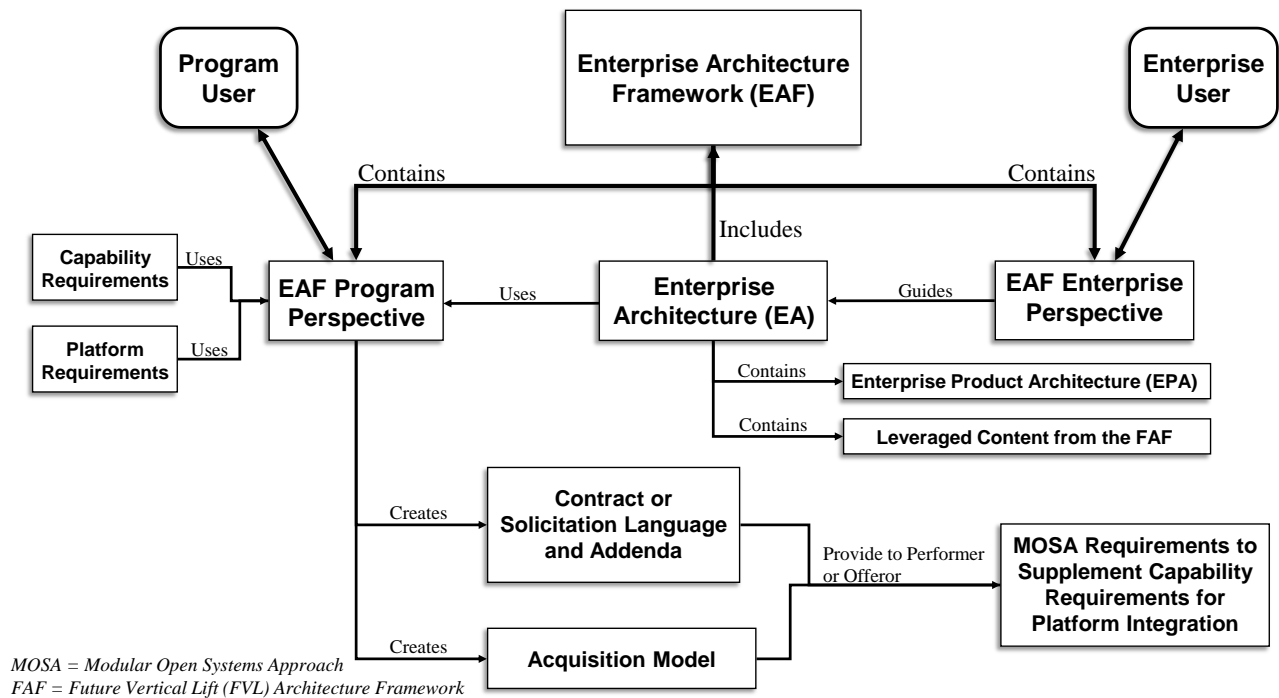 Program
User
Enterprise Architecture
Framework (EAF)
Enterprise
User
Contains
Contains
Includes
Capability
Requirements
Uses
EAF Program
Perspective
Uses
Enterprise
Architecture (EA)
Guides
EAF Enterprise
Perspective
Platform
Requirements
Uses
Contains
Enterprise Product Architecture (EPA)
Contains
Leveraged Content from the FAF
Creates
Contract or
Solicitation Language
and Addenda
Provide to Performer
or Offeror
MOSA Requirements to
Supplement Capability
Requirements for
Platform Integration
Creates
Acquisition Model
MOSA = Modular Open Systems Approach
FAF = Future Vertical Lift (FVL) Architecture Framework